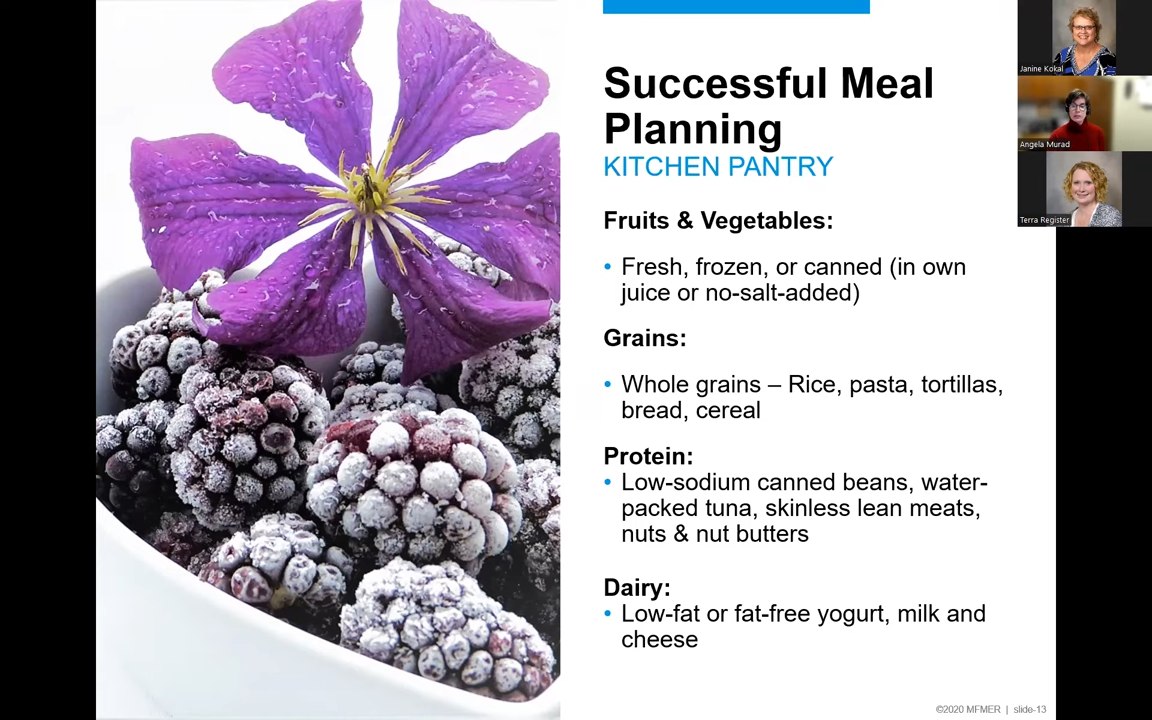 Successful Meal
Planning
KITCHEN PANTRY
Fruits & Vegetables:
• Fresh, frozen, or canned (in own
juice or no-salt-added)
Grains:
• Whole grains – Rice, pasta, tortillas,
bread, cereal
Protein:
• Low-sodium canned beans, water-
packed tuna, skinless lean meats,
nuts & nut butters
Dairy:
• Low-fat or fat-free yogurt, milk and
cheese
©2020 MFMER | slide-13
Janine Kokal
Angela Murad
Terra Register